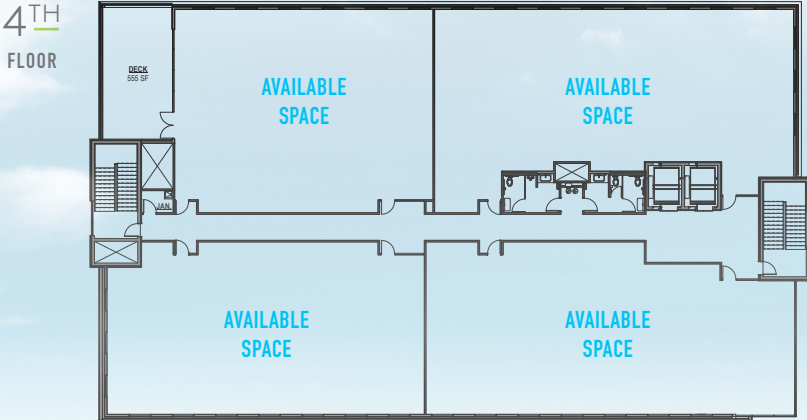 4TH
FLOOR
DECK
555 SF
AVAILABLE
SPACE
AVAILABLE
SPACE
JAN.
AVAILABLE
SPACE
AVAILABLE
SPACE